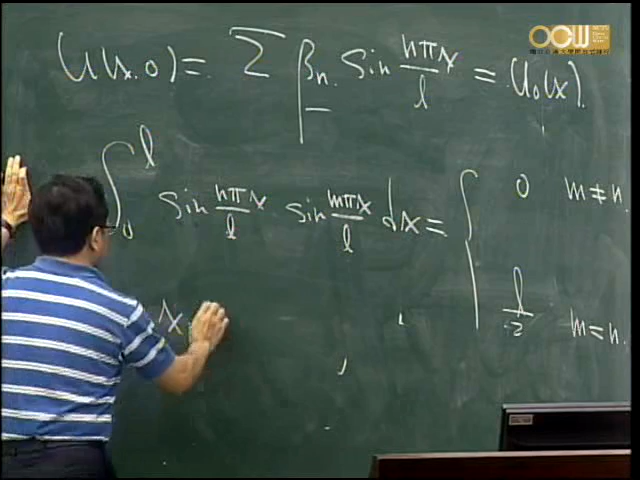 u(x,0) = Σ βn sin nπx/l = u0(x).
∫0^l sin nπx/l sin mπx/l dx = { 0 m≠n.
l/2 m=n.
OCW